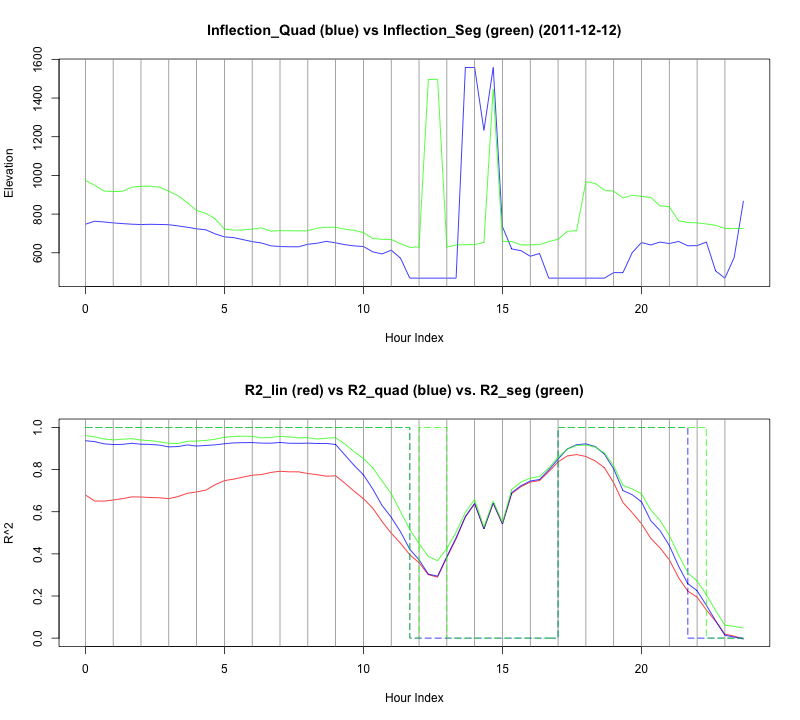 Inflection_Quad (blue) vs Inflection_Seg (green) (2011-12-12)
Elevation
1600
1400
1200
1000
800
600
0 5 10 15 20
Hour Index
R2_lin (red) vs R2_quad (blue) vs. R2_seg (green)
R^2
1.0
0.8
0.6
0.4
0.2
0.0
0 5 10 15 20
Hour Index